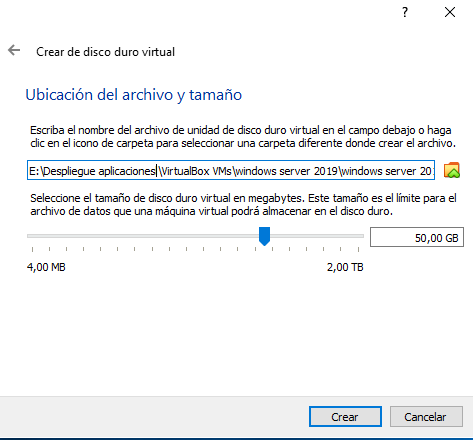 ?
Crear de disco duro virtual
Ubicación del archivo y tamaño
Escriba el nombre del archivo de unidad de disco duro virtual en el campo debajo o haga
clic en el icono de carpeta para seleccionar una carpeta diferente donde crear el archivo.
E:\Despliegue aplicaciones\VirtualBox VMs\windows server 2019\windows server 201
Seleccione el tamaño de disco duro virtual en megabytes. Este tamaño es el límite para el
archivo de datos que una máquina virtual podrá almacenar en el disco duro.
50,00 GB
4,00 MB 2,00 TB
Crear Cancelar